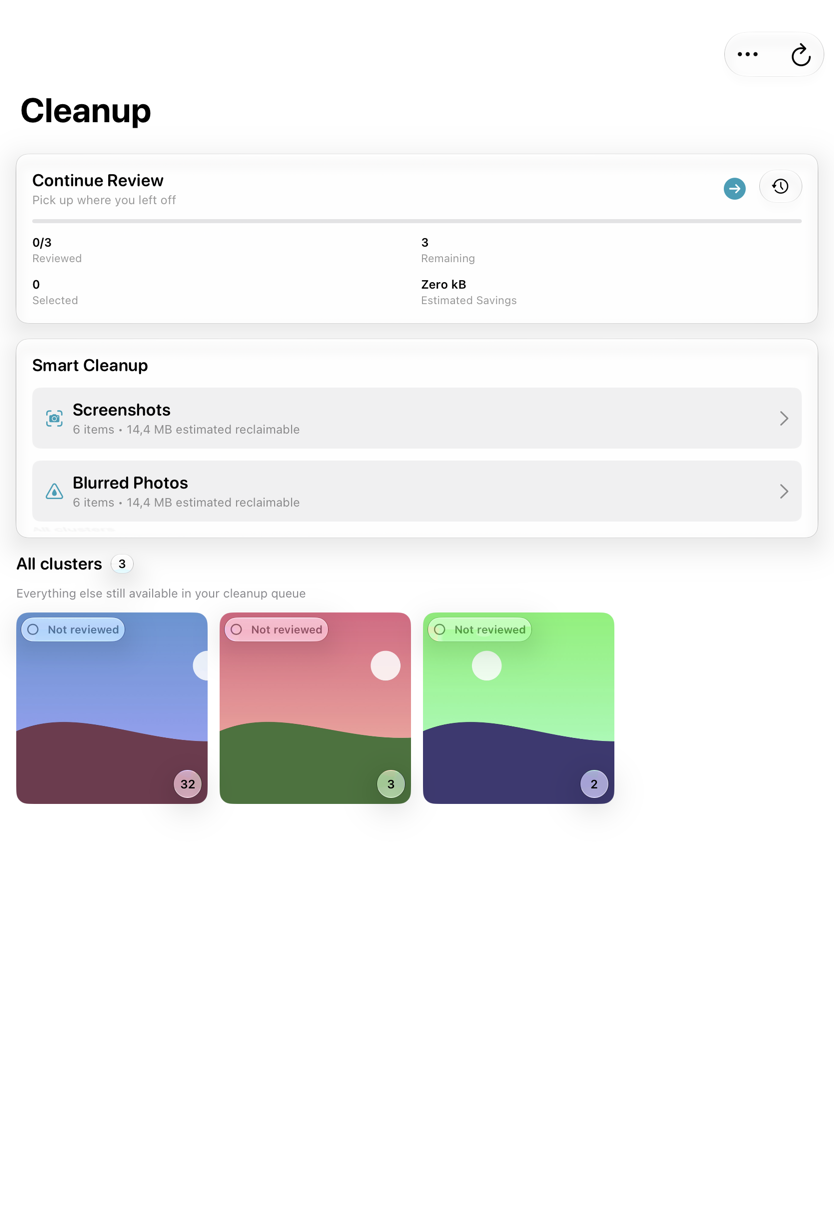 Cleanup
Continue Review
Pick up where you left off
0/3
Reviewed
3
Remaining
0
Selected
Zero kB
Estimated Savings
Smart Cleanup
Screenshots
6 items • 14,4 MB estimated reclaimable
Blurred Photos
6 items • 14,4 MB estimated reclaimable
All clusters 3
Everything else still available in your cleanup queue
Not reviewed
32
Not reviewed
3
Not reviewed
2